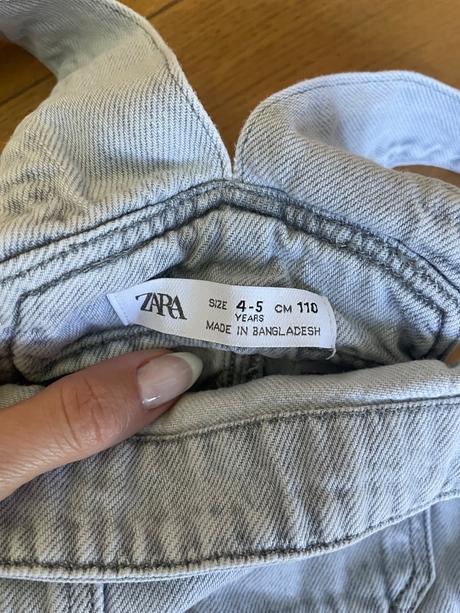 ZARA
SIZE 4-5 CM 110
YEARS
MADE IN BANGLADESH